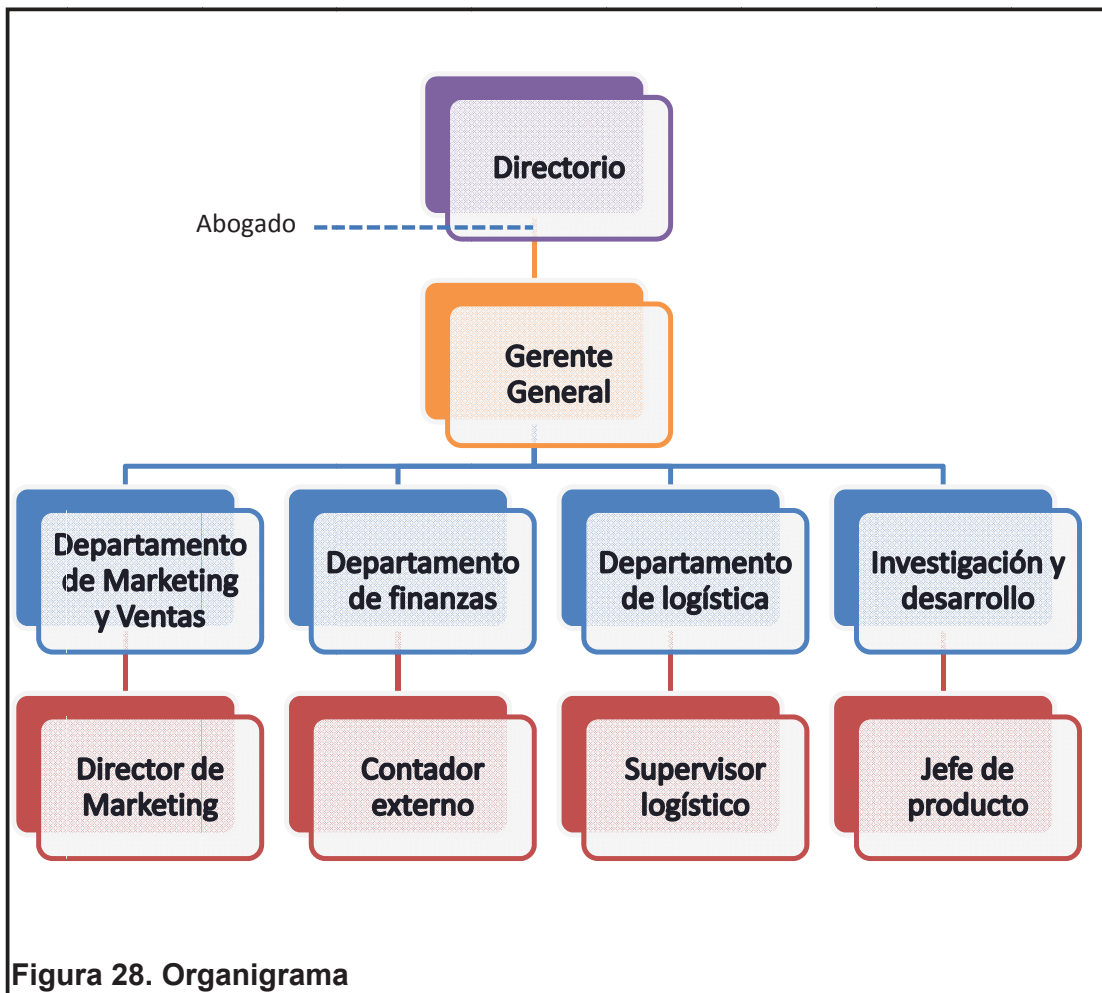 Directorio
Abogado
Gerente
General
Departamento
de Marketing
y Ventas
Departamento
de finanzas
Departamento
de logística
Investigación y
desarrollo
Director de
Marketing
Contador
externo
Supervisor
logístico
Jefe de
producto
Figura 28. Organigrama